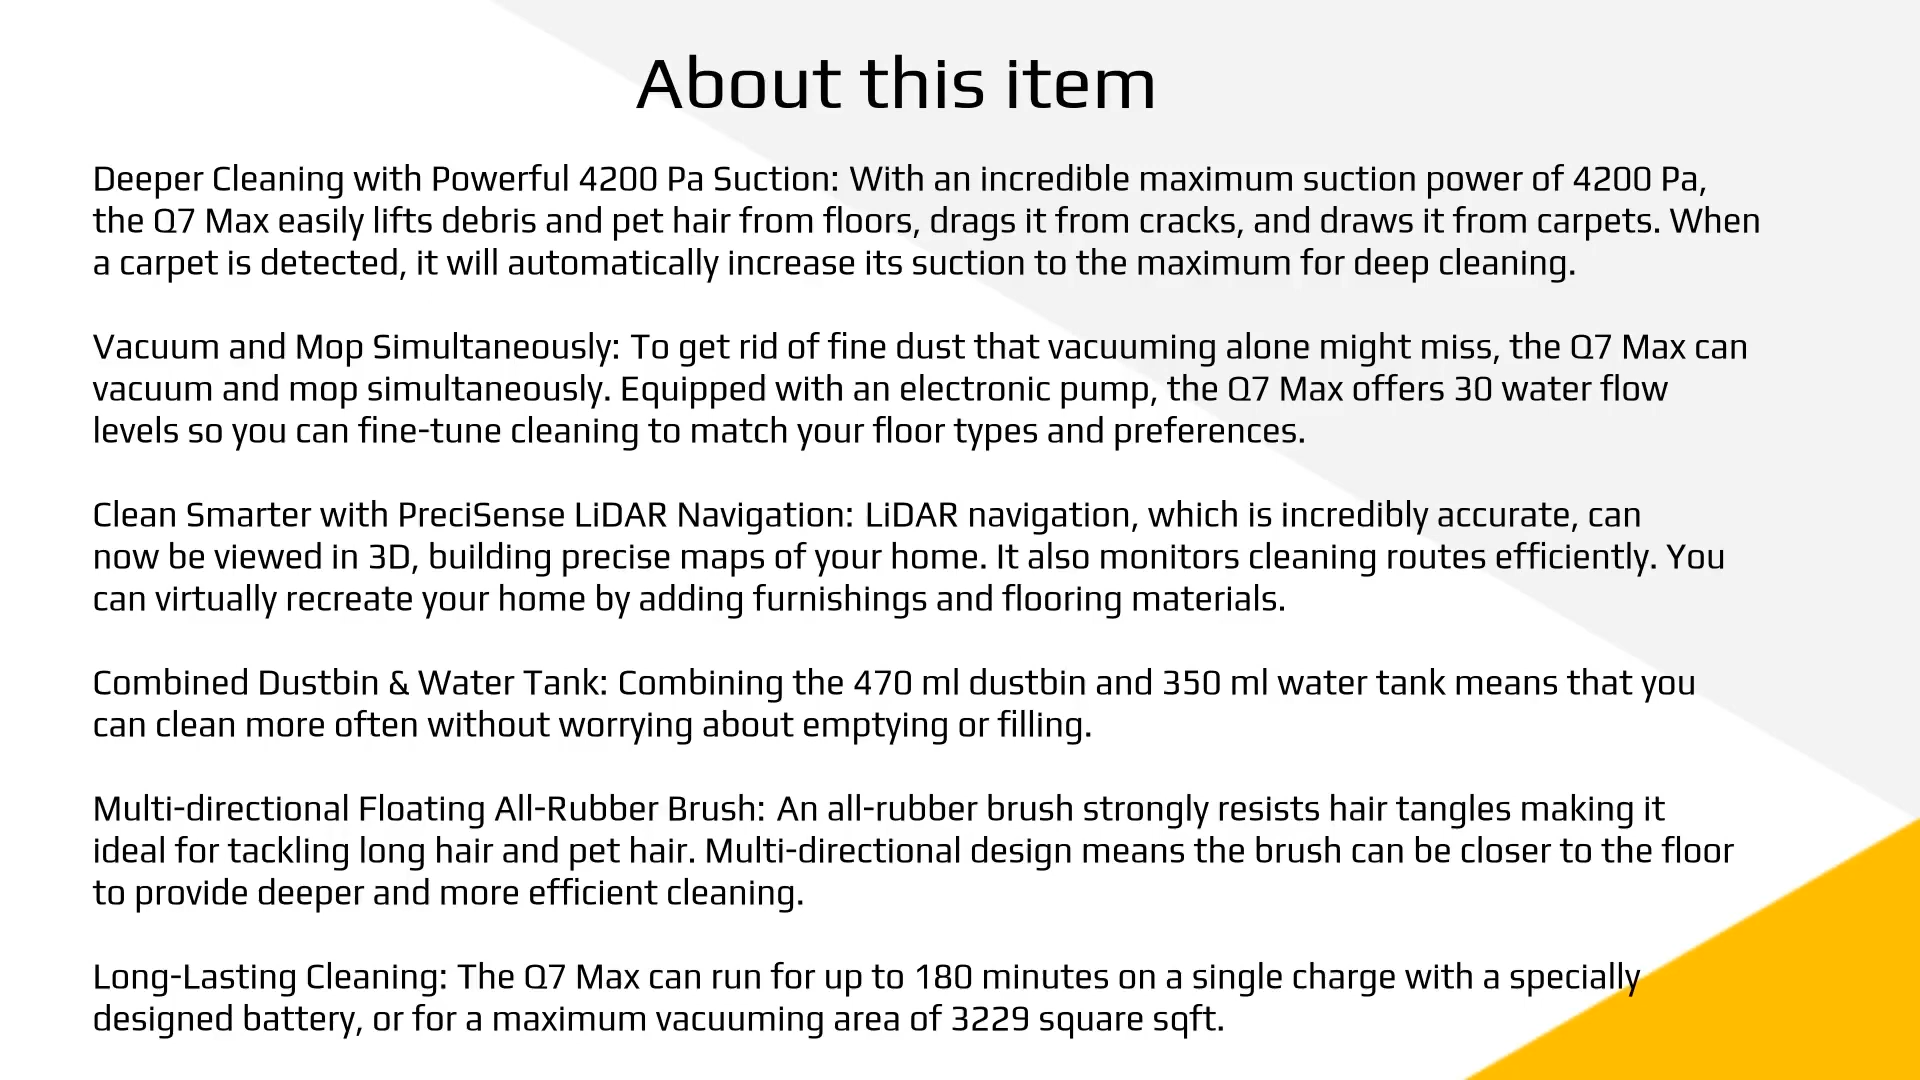 About this item
Deeper Cleaning with Powerful 4200 Pa Suction: With an incredible maximum suction power of 4200 Pa,
the Q7 Max easily lifts debris and pet hair from floors, drags it from cracks, and draws it from carpets. When
a carpet is detected, it will automatically increase its suction to the maximum for deep cleaning.
Vacuum and Mop Simultaneously: To get rid of fine dust that vacuuming alone might miss, the Q7 Max can
vacuum and mop simultaneously. Equipped with an electronic pump, the Q7 Max offers 30 water flow
levels so you can fine-tune cleaning to match your floor types and preferences.
Clean Smarter with PreciSense LiDAR Navigation: LiDAR navigation, which is incredibly accurate, can
now be viewed in 3D, building precise maps of your home. It also monitors cleaning routes efficiently. You
can virtually recreate your home by adding furnishings and flooring materials.
Combined Dustbin & Water Tank: Combining the 470 ml dustbin and 350 ml water tank means that you
can clean more often without worrying about emptying or filling.
Multi-directional Floating All-Rubber Brush: An all-rubber brush strongly resists hair tangles making it
ideal for tackling long hair and pet hair. Multi-directional design means the brush can be closer to the floor
to provide deeper and more efficient cleaning.
Long-Lasting Cleaning: The Q7 Max can run for up to 180 minutes on a single charge with a specially
designed battery, or for a maximum vacuuming area of 3229 square sqft.